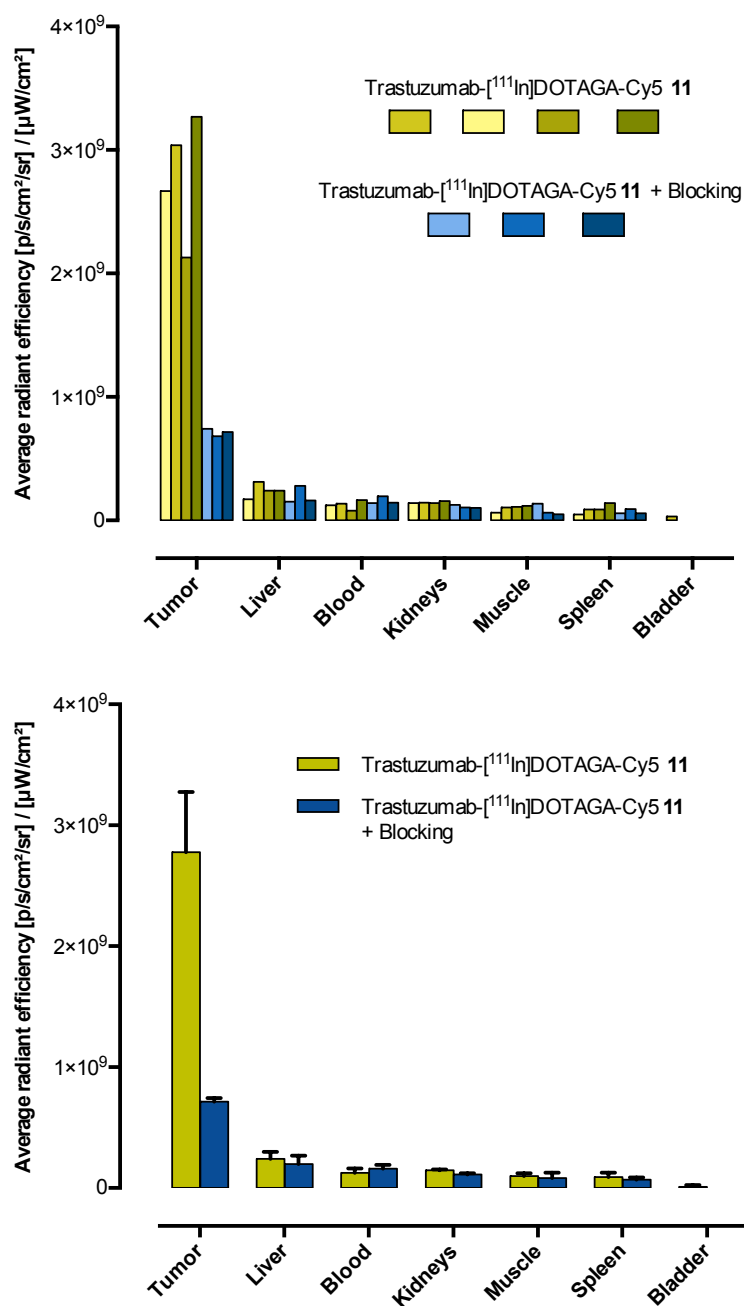 Average radiant efficiency [p/s/cm²/sr] / [µW/cm²]
4×10⁹
3×10⁹
2×10⁹
1×10⁹
0
Trastuzumab-[¹¹¹In]DOTAGA-Cy5 11
Trastuzumab-[¹¹¹In]DOTAGA-Cy5 11 + Blocking
Tumor
Liver
Blood
Kidneys
Muscle
Spleen
Bladder
Average radiant efficiency [p/s/cm²/sr] / [µW/cm²]
4×10⁹
3×10⁹
2×10⁹
1×10⁹
0
Trastuzumab-[¹¹¹In]DOTAGA-Cy5 11
Trastuzumab-[¹¹¹In]DOTAGA-Cy5 11
+ Blocking
Tumor
Liver
Blood
Kidneys
Muscle
Spleen
Bladder